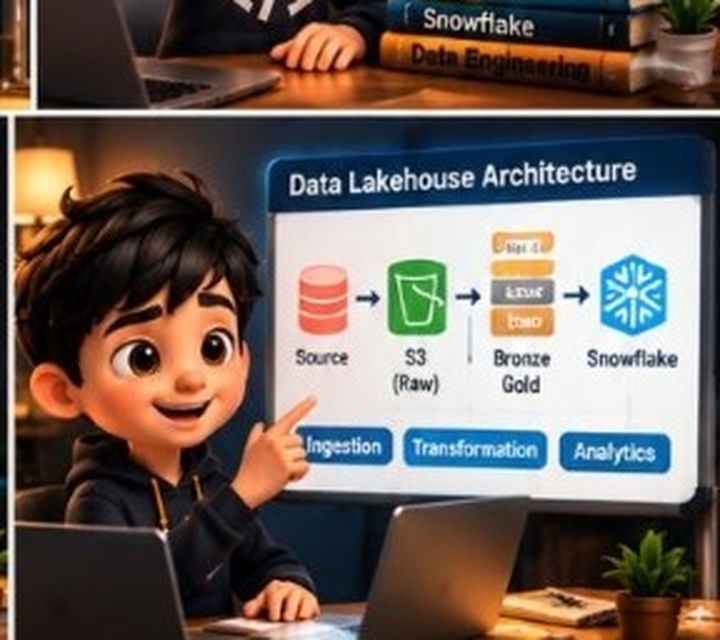 Snowflake
Data Engineering
Data Lakehouse Architecture
Source
S3
(Raw)
Bronze
Gold
Snowflake
Ingestion
Transformation
Analytics